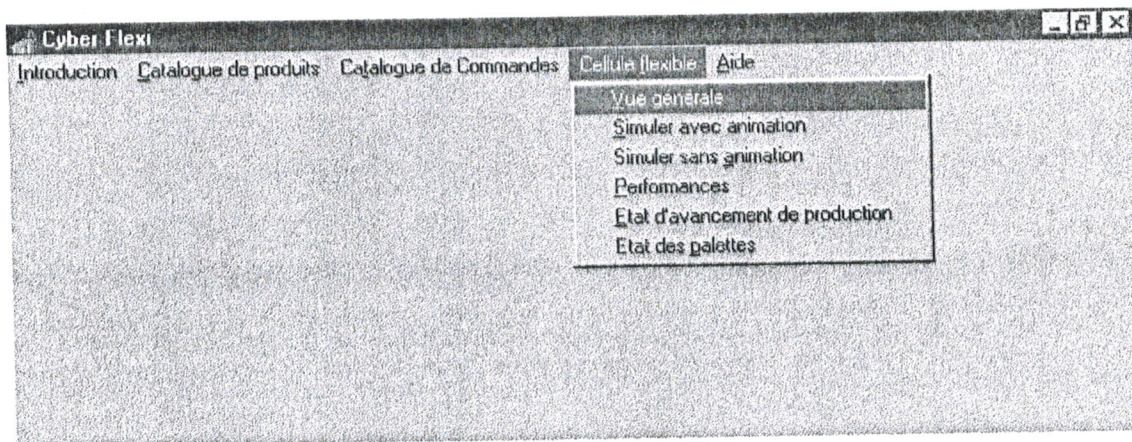 Cyber Flexi
Introduction Catalogue de produits Catalogue de Commandes Cellule flexible Aide
Vue générale
Simuler avec animation
Simuler sans animation
Performances
Etat d'avancement de production
Etat des palettes